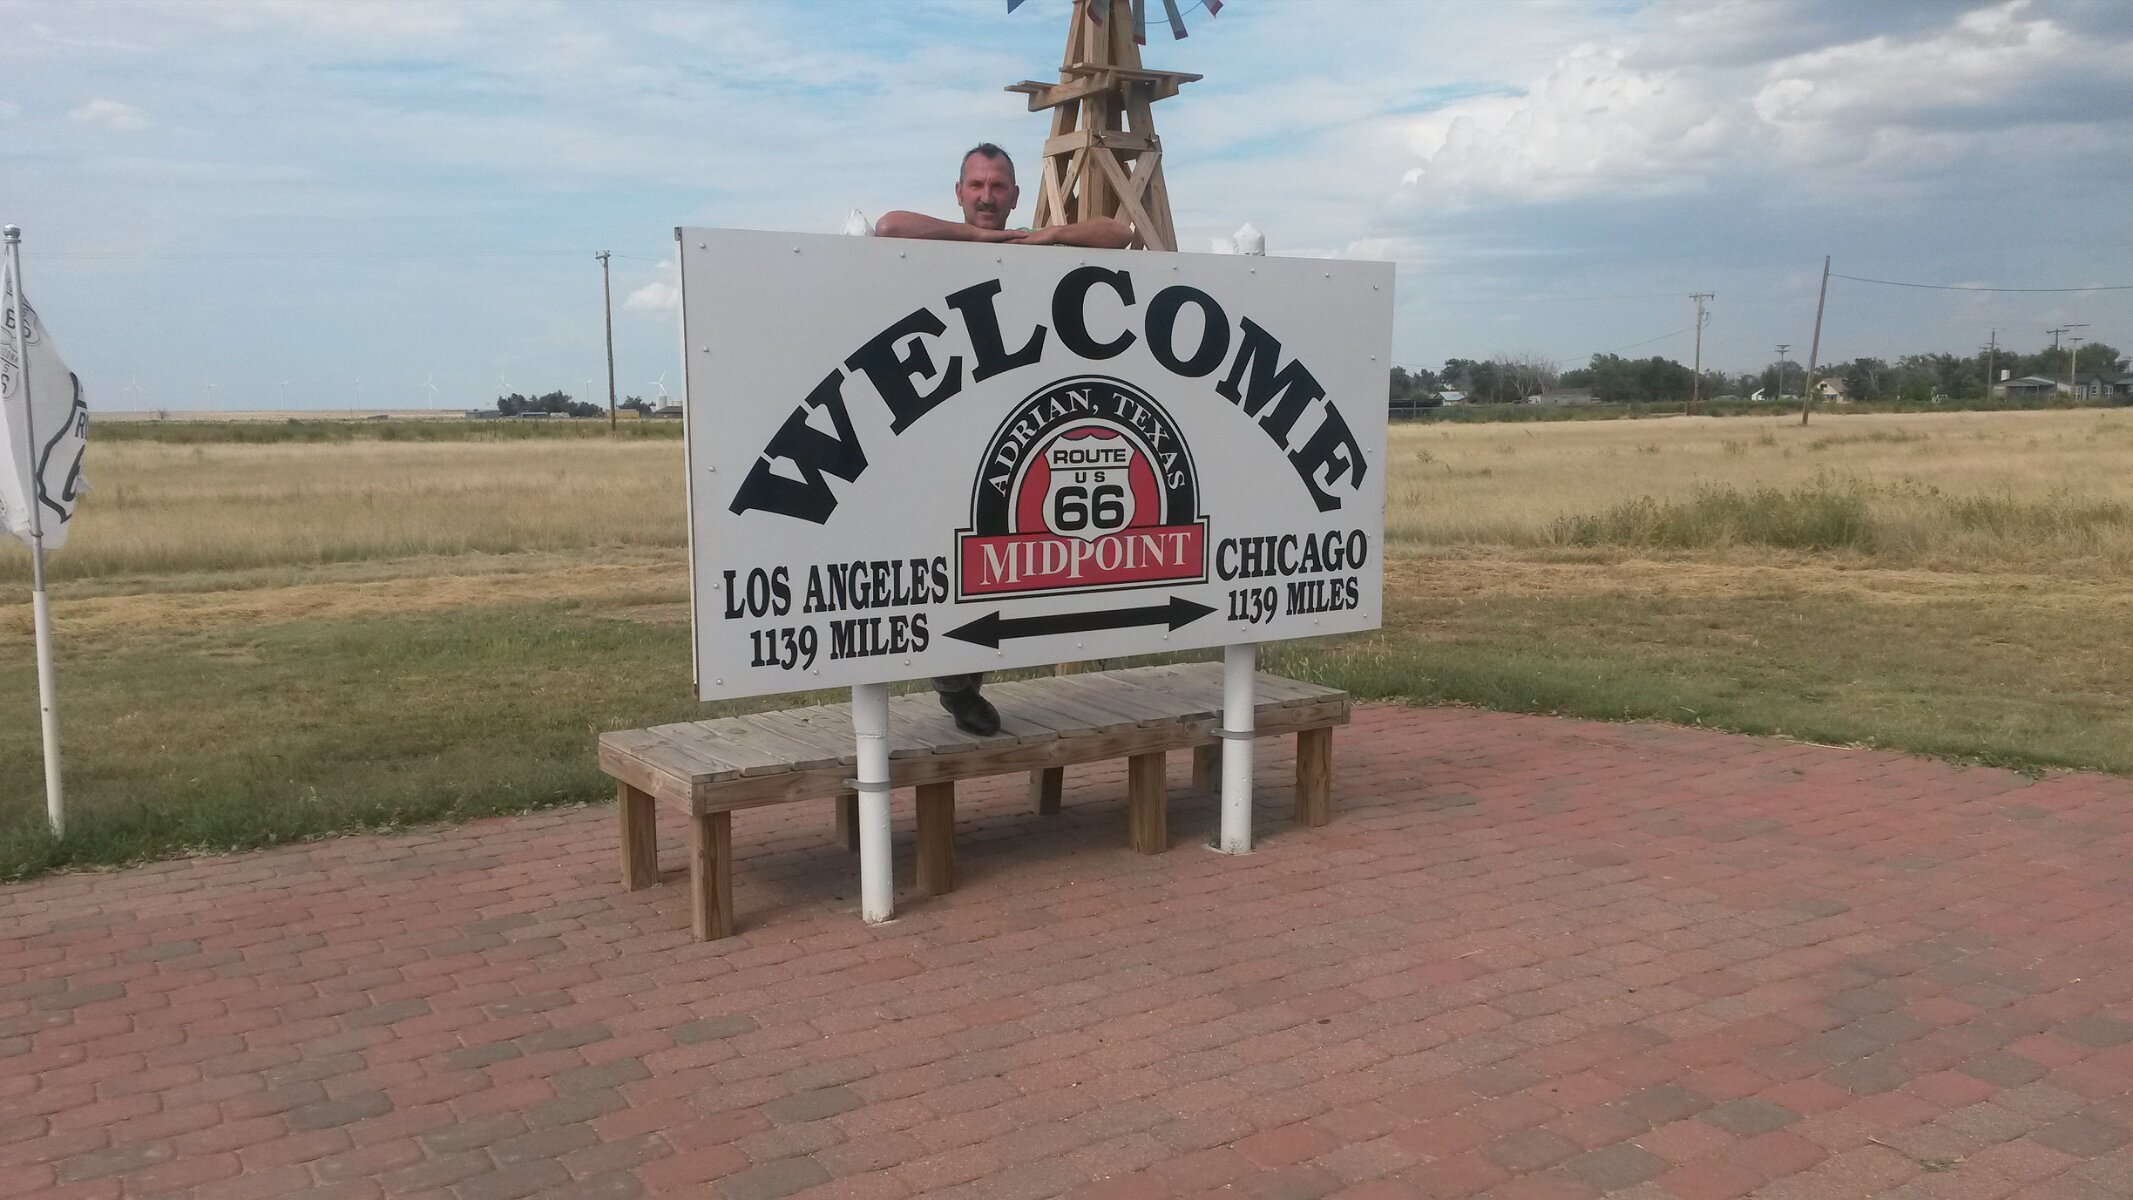 WELCOME
ADRIAN, TEXAS
ROUTE
US
66
MIDPOINT
LOS ANGELES
1139 MILES
CHICAGO
1139 MILES